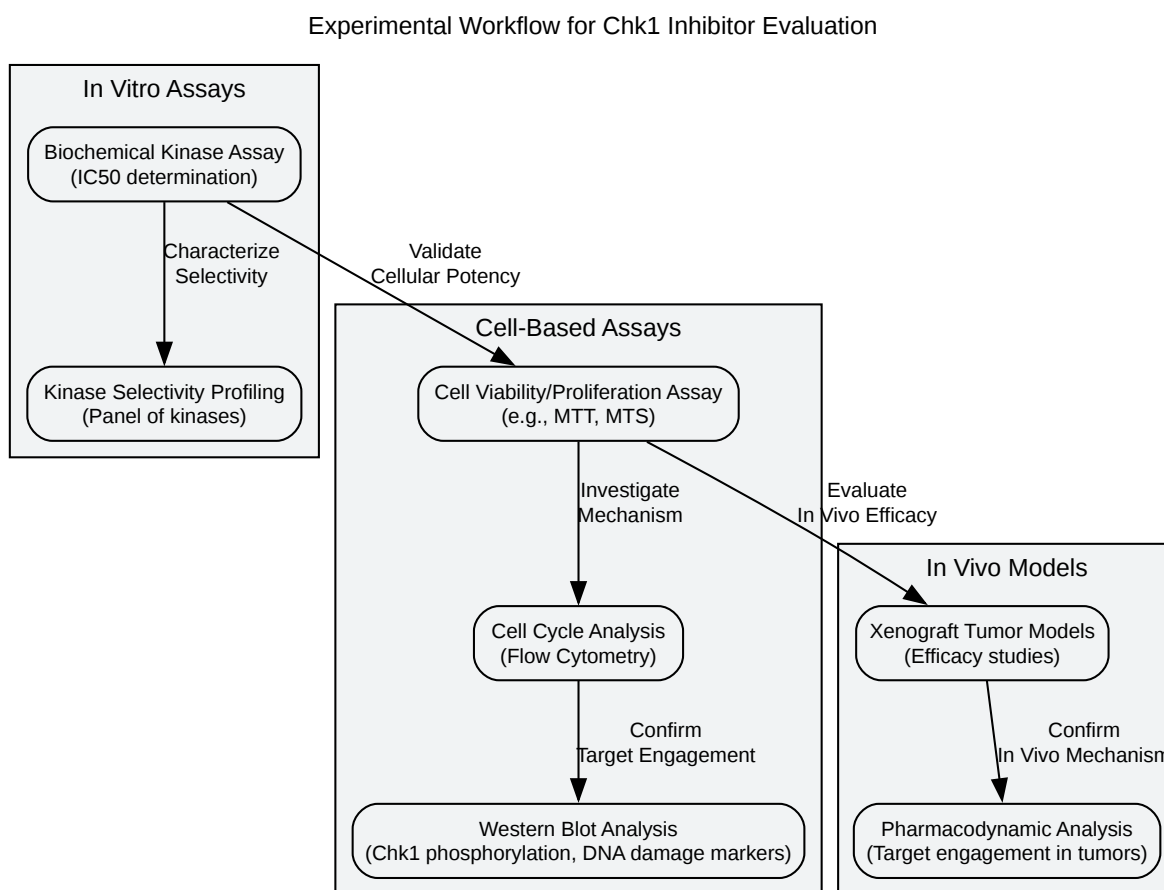 Experimental Workflow for Chk1 Inhibitor Evaluation
In Vitro Assays
Biochemical Kinase Assay
(IC50 determination)
Characterize
Selectivity
Validate
Cellular Potency
Kinase Selectivity Profiling
(Panel of kinases)
Cell-Based Assays
Cell Viability/Proliferation Assay
(e.g., MTT, MTS)
Investigate
Mechanism
Evaluate
In Vivo Efficacy
Cell Cycle Analysis
(Flow Cytometry)
Confirm
Target Engagement
Western Blot Analysis
(Chk1 phosphorylation, DNA damage markers)
In Vivo Models
Xenograft Tumor Models
(Efficacy studies)
Confirm
In Vivo Mechanism
Pharmacodynamic Analysis
(Target engagement in tumors)